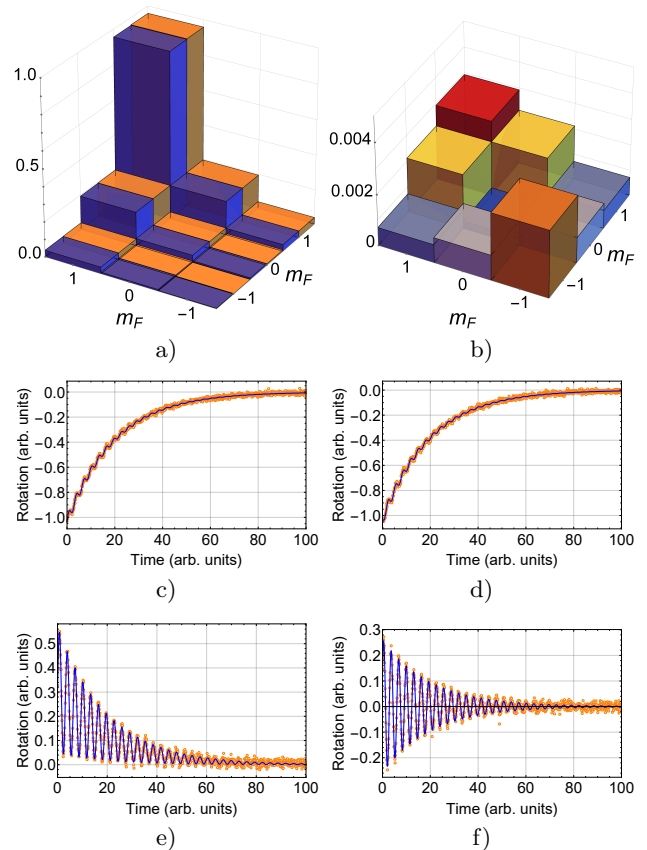 1.0
0.5
0.0
1
0
−1
m_F
1
0
−1
m_F
a)
0.004
0.002
0
1
0
−1
m_F
1
0
−1
m_F
b)
Rotation (arb. units)
0.0
−0.2
−0.4
−0.6
−0.8
−1.0
0 20 40 60 80 100
Time (arb. units)
c)
Rotation (arb. units)
0.0
−0.2
−0.4
−0.6
−0.8
−1.0
0 20 40 60 80 100
Time (arb. units)
d)
Rotation (arb. units)
0.5
0.4
0.3
0.2
0.1
0.0
0 20 40 60 80 100
Time (arb. units)
e)
Rotation (arb. units)
0.3
0.2
0.1
0.0
−0.1
−0.2
0 20 40 60 80 100
Time (arb. units)
f)